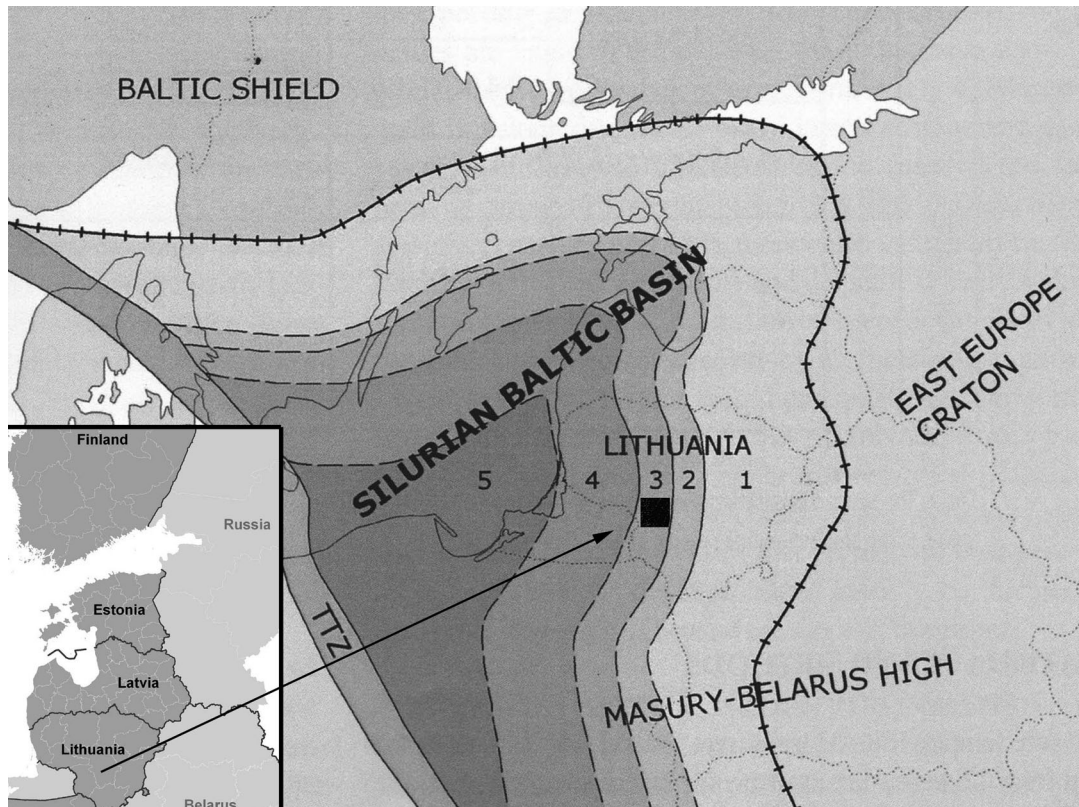 BALTIC SHIELD
SILURIAN BALTIC BASIN
EAST EUROPE
CRATON
LITHUANIA
5 4 3 2 1
TTZ
MASURY-BELARUS HIGH
Finland
Russia
Estonia
Latvia
Lithuania
Belarus